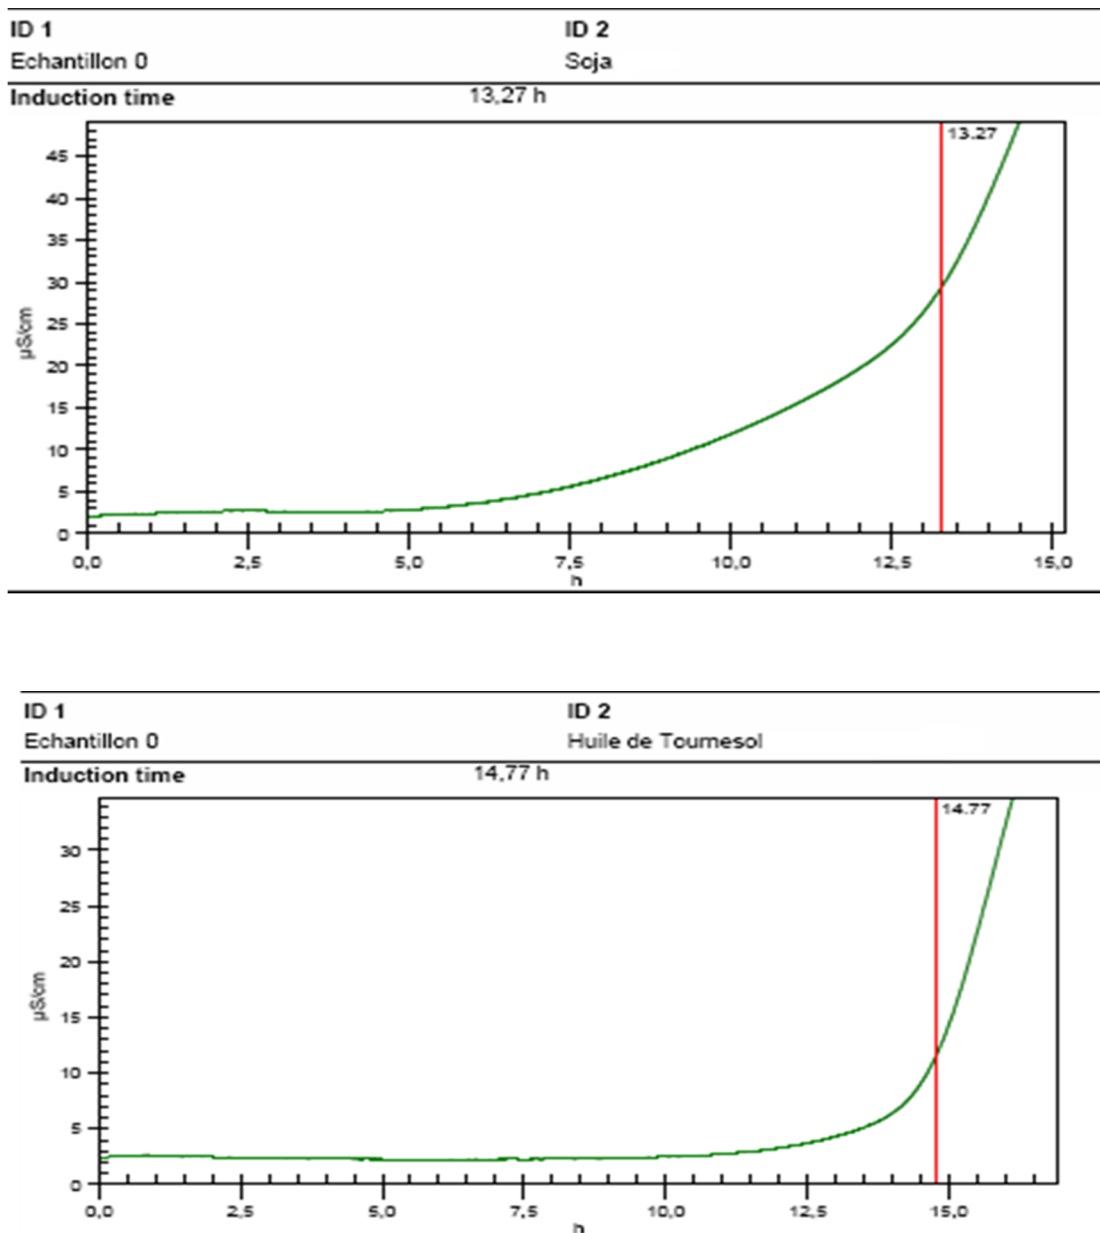 ID 1 ID 2
Echantillon 0 Soja
Induction time 13,27 h
13.27
45
40
35
30
25
20
15
10
5
0
µS/cm
0,0 2,5 5,0 7,5 10,0 12,5 15,0
h
ID 1 ID 2
Echantillon 0 Huile de Tournesol
Induction time 14,77 h
14.77
30
25
20
15
10
5
0
µS/cm
0,0 2,5 5,0 7,5 10,0 12,5 15,0
h